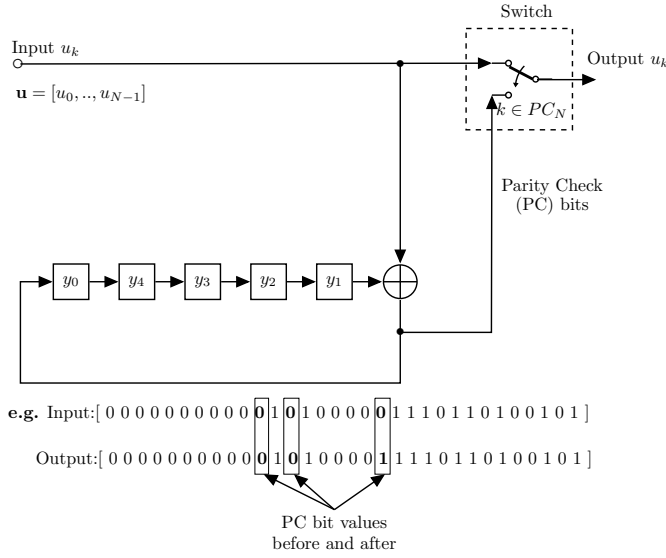 Switch
Input $u_k$
Output $u_k$
$\mathbf{u} = [u_0, .., u_{N-1}]$
$k \in PC_N$
Parity Check
(PC) bits
$y_0$ $y_4$ $y_3$ $y_2$ $y_1$
e.g. Input:[ 0 0 0 0 0 0 0 0 0 0 0 1 0 1 0 0 0 0 0 1 1 1 0 1 1 0 1 0 0 1 0 1 ]
Output:[ 0 0 0 0 0 0 0 0 0 0 0 1 0 1 0 0 0 0 1 1 1 1 0 1 1 0 1 0 0 1 0 1 ]
PC bit values
before and after